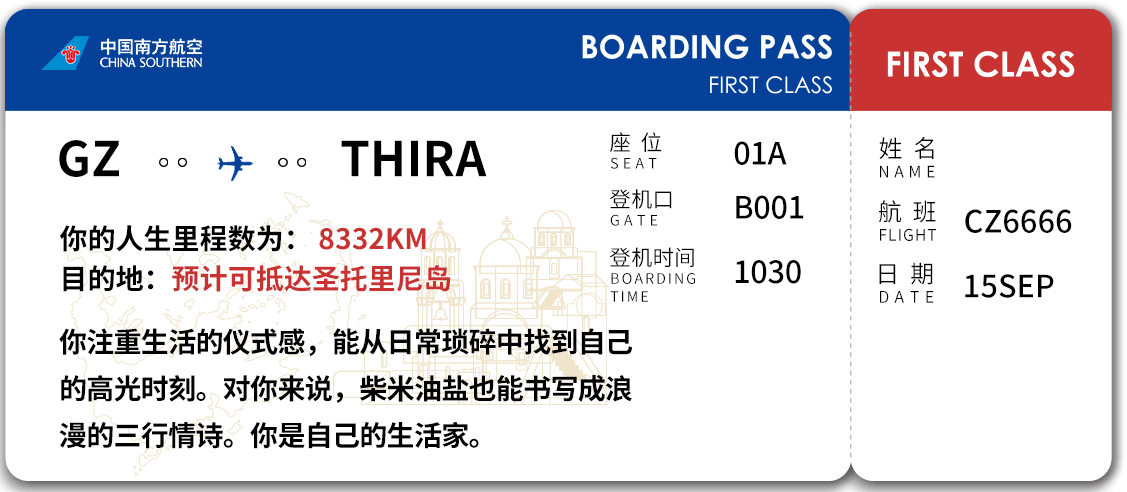 中国南方航空
CHINA SOUTHERN
BOARDING PASS
FIRST CLASS
FIRST CLASS
GZ THIRA
你的人生里程数为： 8332KM
目的地：预计可抵达圣托里尼岛
你注重生活的仪式感，能从日常琐碎中找到自己
的高光时刻。对你来说，柴米油盐也能书写成浪
漫的三行情诗。你是自己的生活家。
座 位
SEAT
01A
登机口
GATE
B001
登机时间
BOARDING
TIME
1030
姓 名
NAME
航 班
FLIGHT
CZ6666
日 期
DATE
15SEP